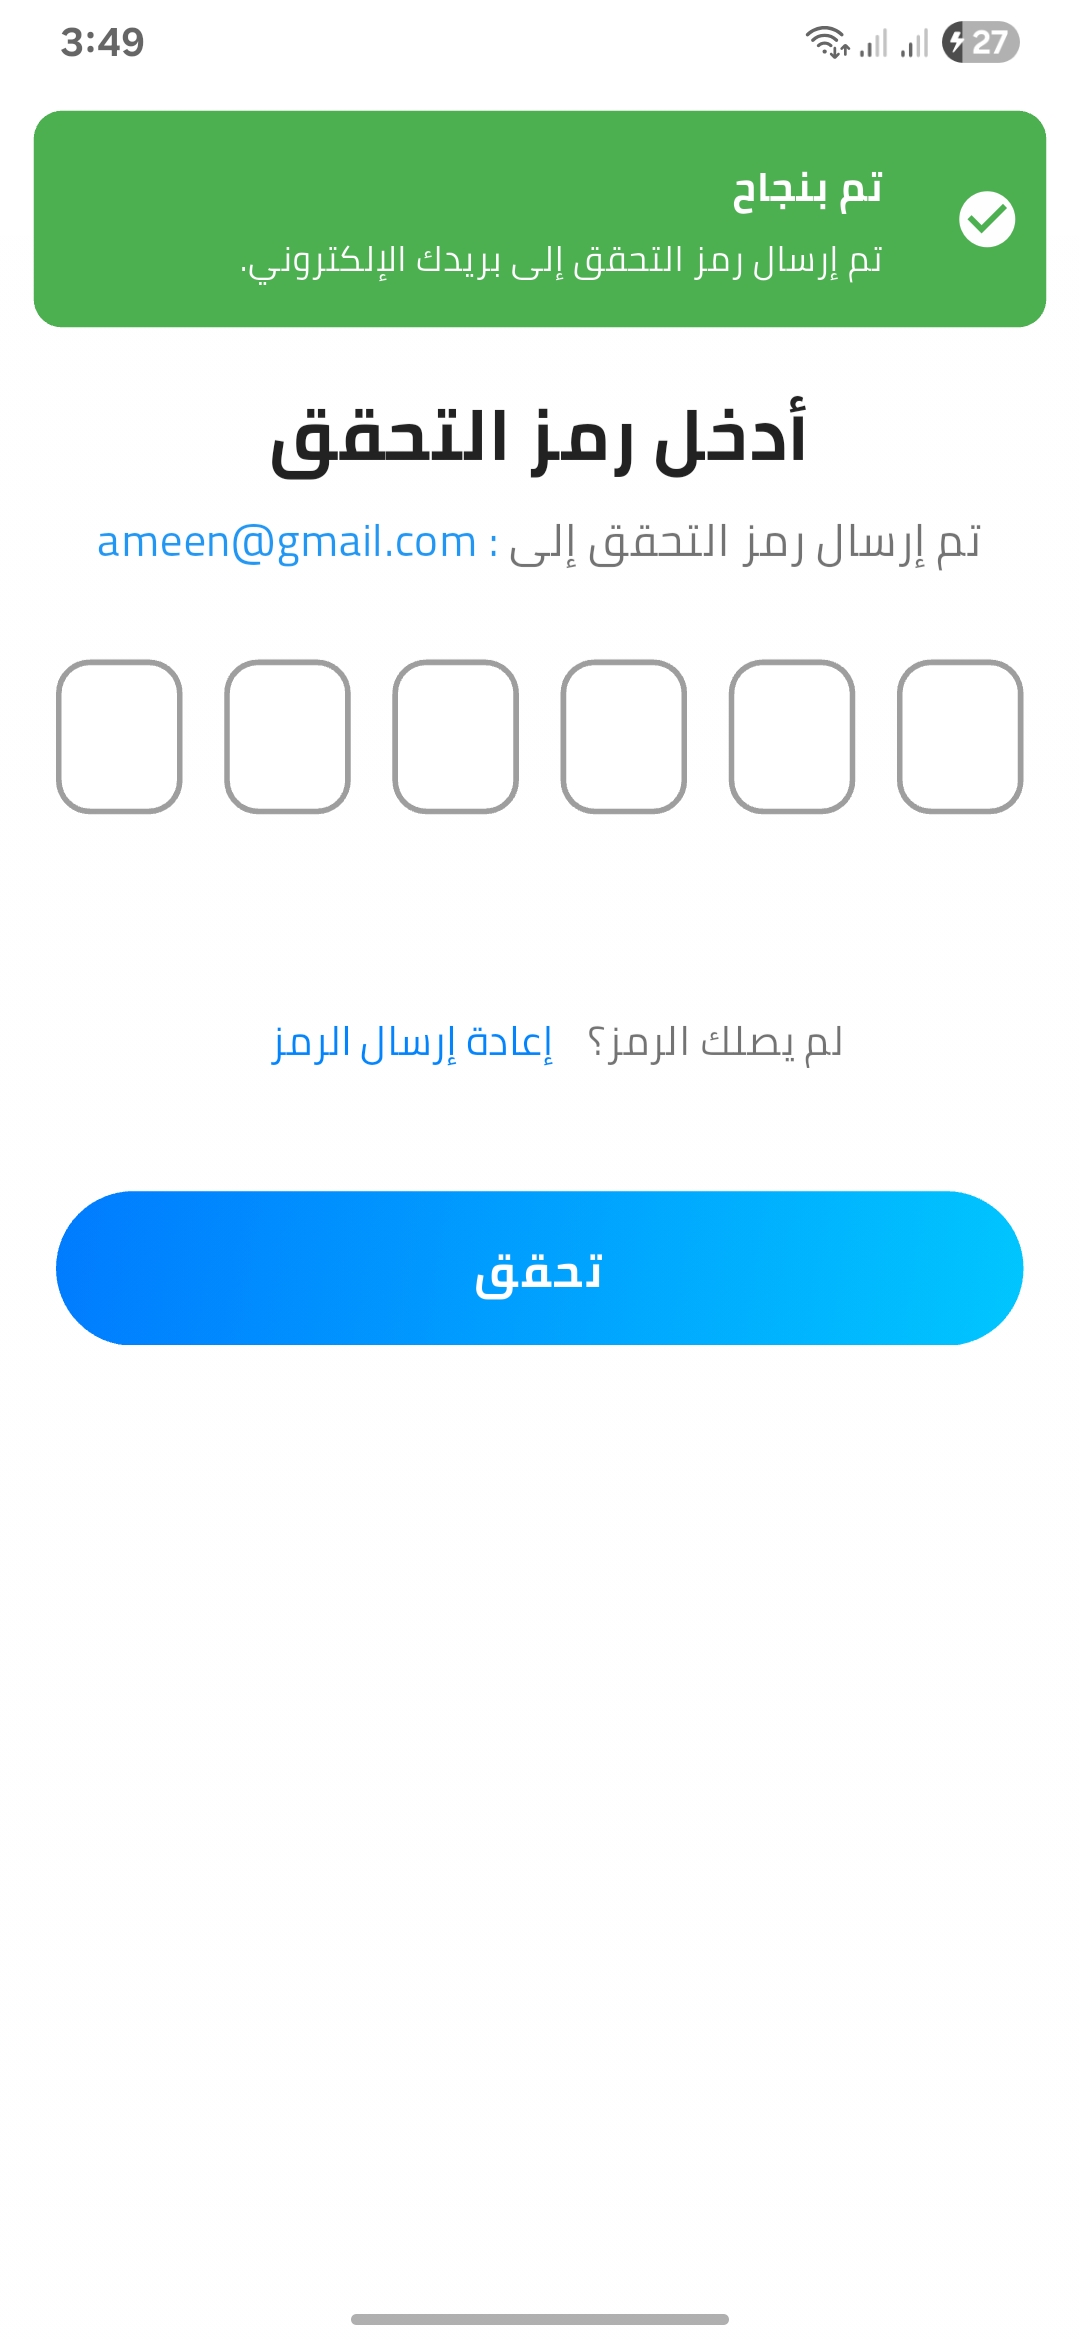 3:49
27
تم بنجاح
تم إرسال رمز التحقق إلى بريدك الإلكتروني.
أدخل رمز التحقق
تم إرسال رمز التحقق إلى : ameen@gmail.com
لم يصلك الرمز؟ إعادة إرسال الرمز
تحقق